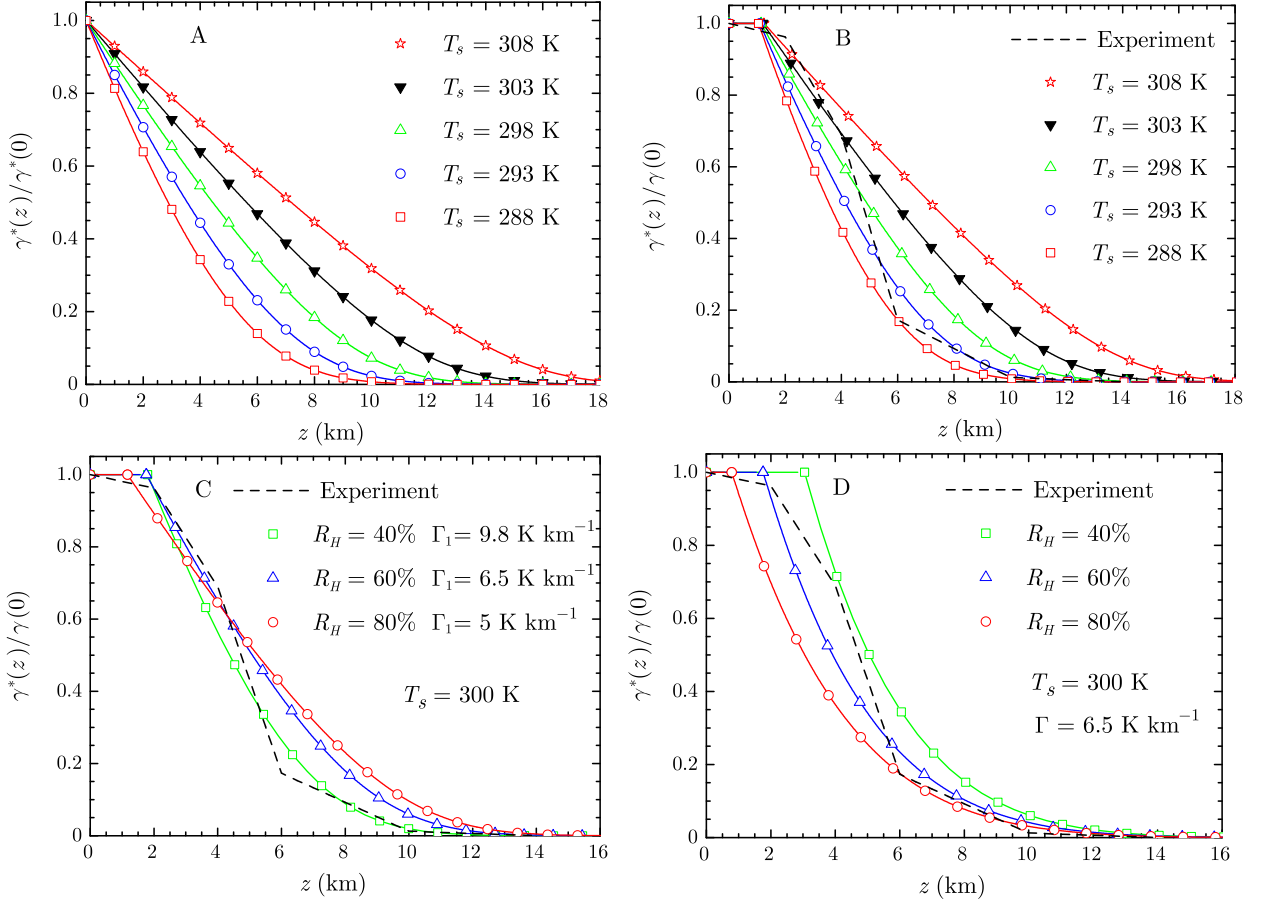 A
T_s = 308 K
T_s = 303 K
T_s = 298 K
T_s = 293 K
T_s = 288 K
γ*(z)/γ*(0)
1.0
0.8
0.6
0.4
0.2
0
0 2 4 6 8 10 12 14 16 18
z (km)
B
Experiment
T_s = 308 K
T_s = 303 K
T_s = 298 K
T_s = 293 K
T_s = 288 K
γ*(z)/γ(0)
1.0
0.8
0.6
0.4
0.2
0
0 2 4 6 8 10 12 14 16 18
z (km)
C
Experiment
R_H = 40% Γ₁= 9.8 K km⁻¹
R_H = 60% Γ₁= 6.5 K km⁻¹
R_H = 80% Γ₁= 5 K km⁻¹
T_s = 300 K
γ*(z)/γ(0)
1.0
0.8
0.6
0.4
0.2
0
0 2 4 6 8 10 12 14 16
z (km)
D
Experiment
R_H = 40%
R_H = 60%
R_H = 80%
T_s = 300 K
Γ = 6.5 K km⁻¹
γ*(z)/γ(0)
1.0
0.8
0.6
0.4
0.2
0
0 2 4 6 8 10 12 14 16
z (km)